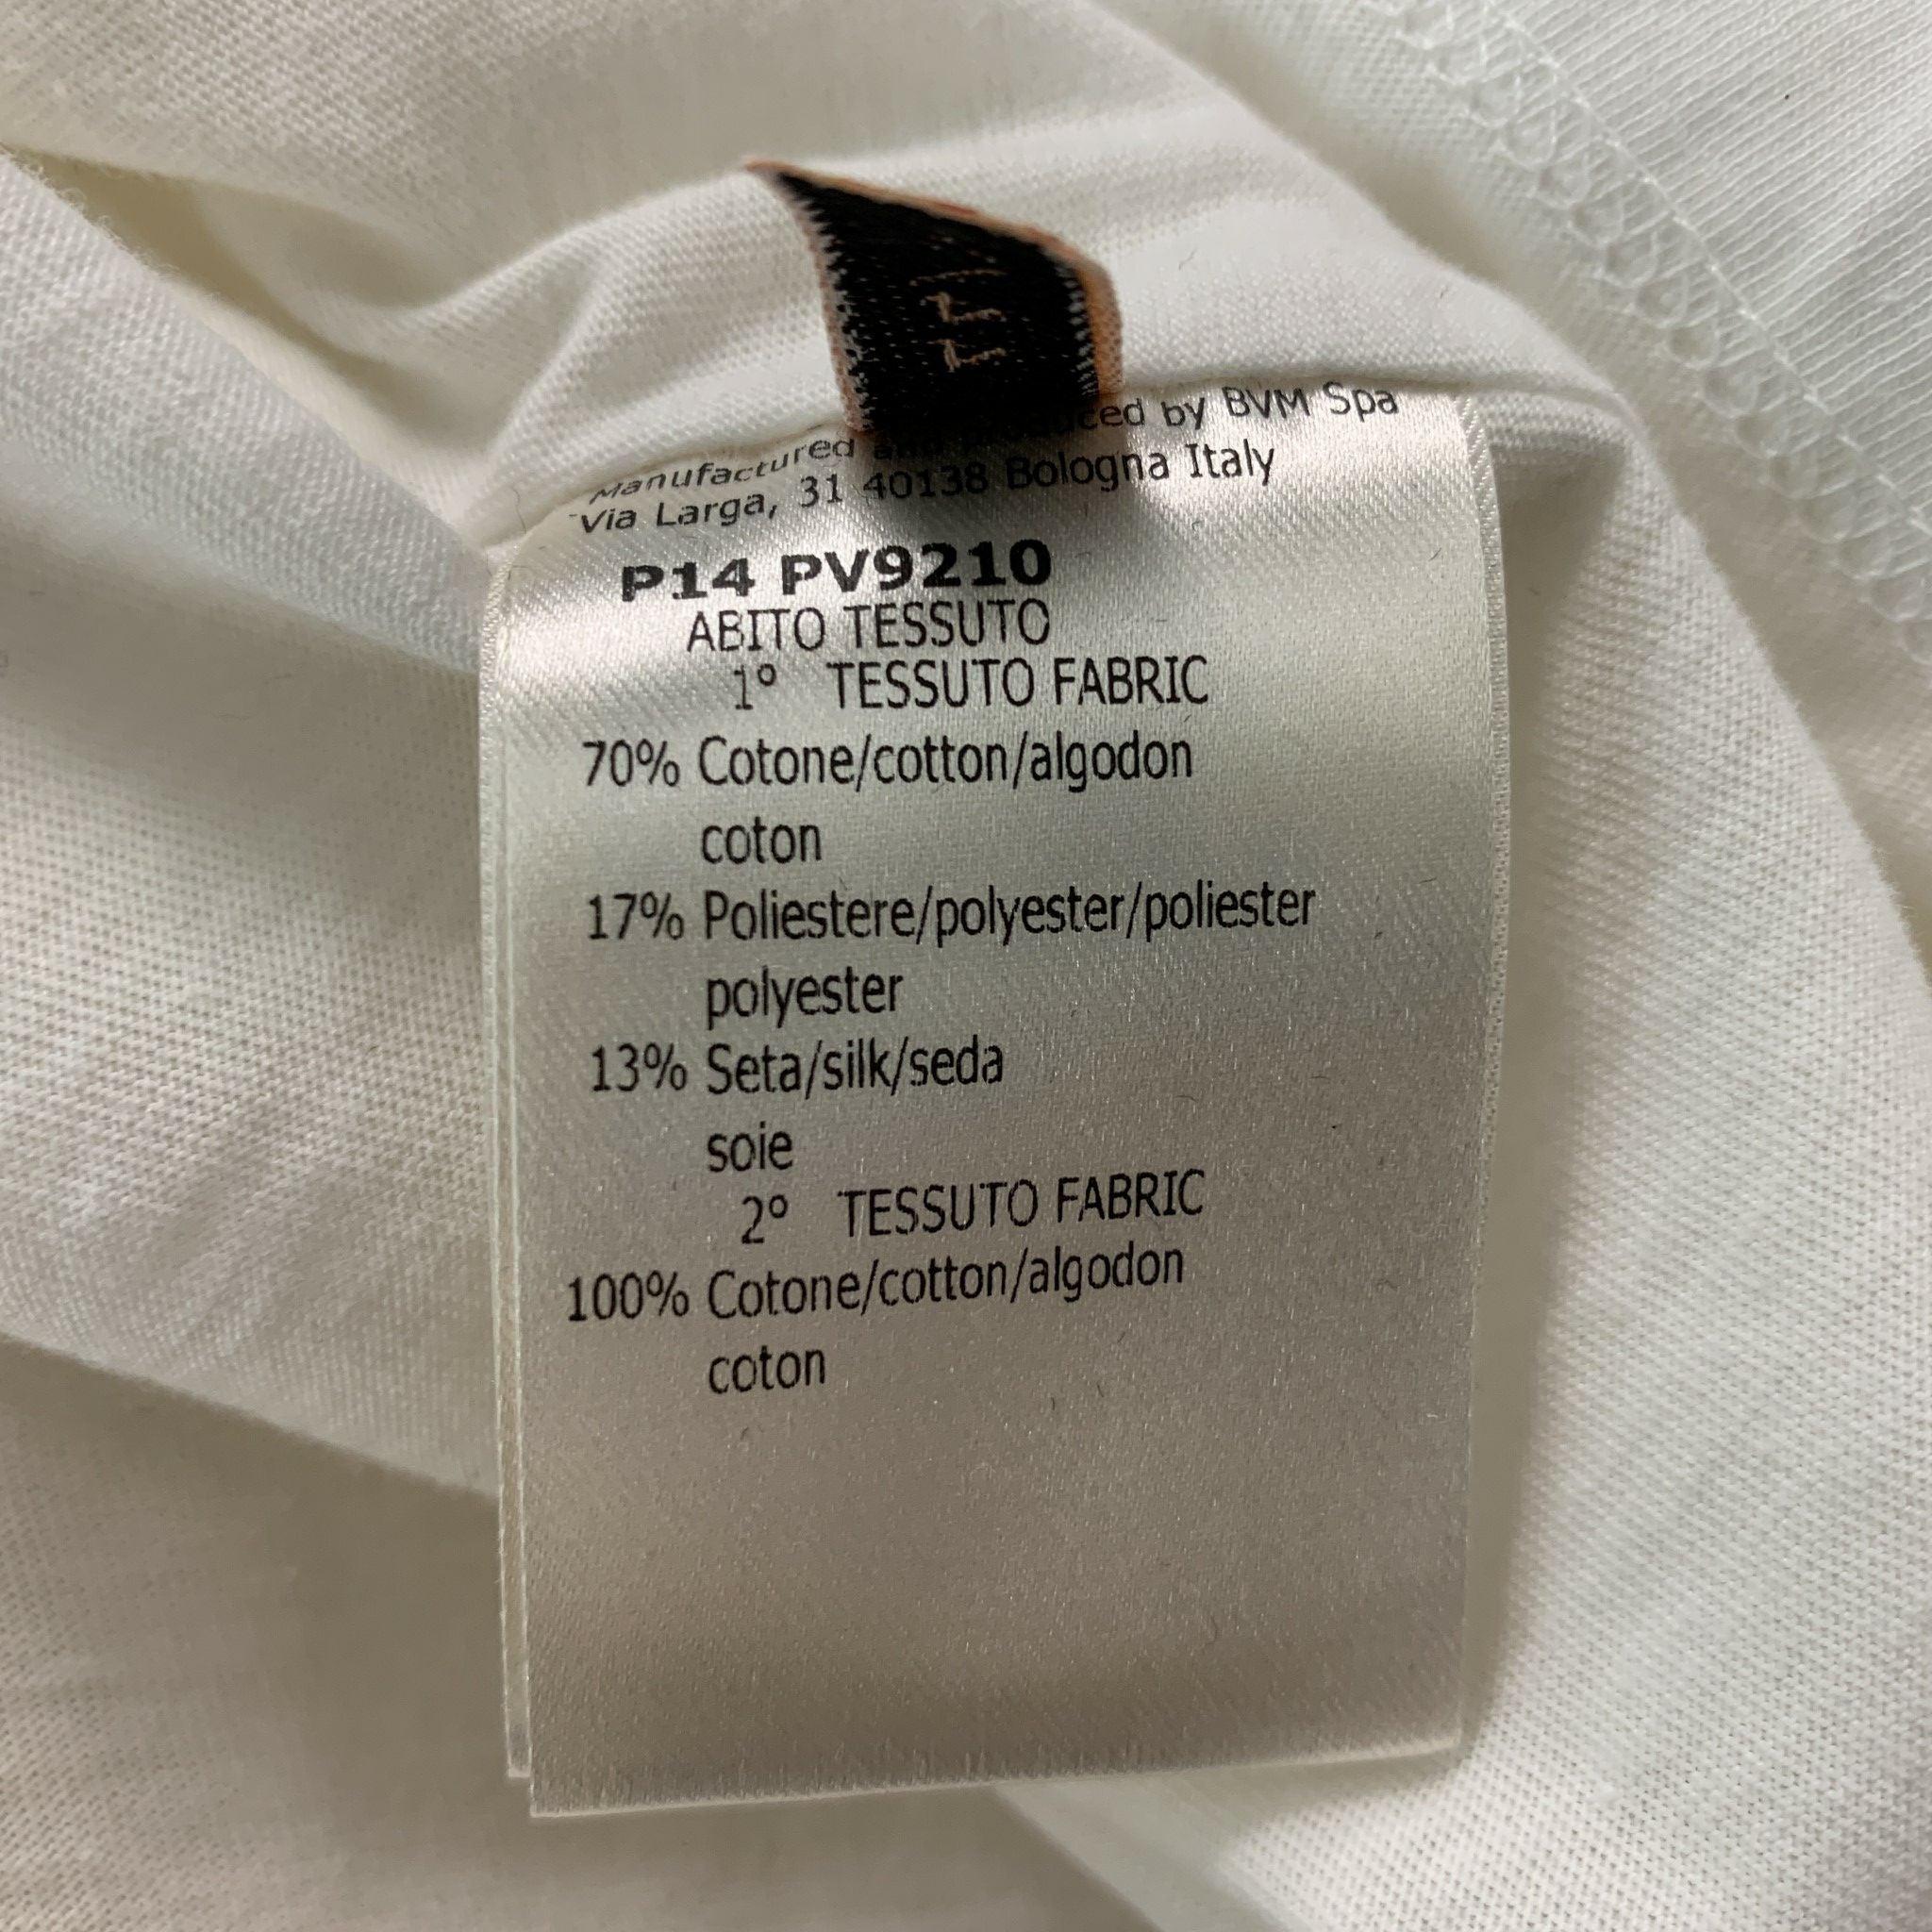 Manufactured and produced by BVM Spa
Via Larga, 31 40138 Bologna Italy
P14 PV9210
ABITO TESSUTO
1° TESSUTO FABRIC
70% Cotone/cotton/algodon
coton
17% Poliestere/polyester/poliester
polyester
13% Seta/silk/seda
soie
2° TESSUTO FABRIC
100% Cotone/cotton/algodon
coton